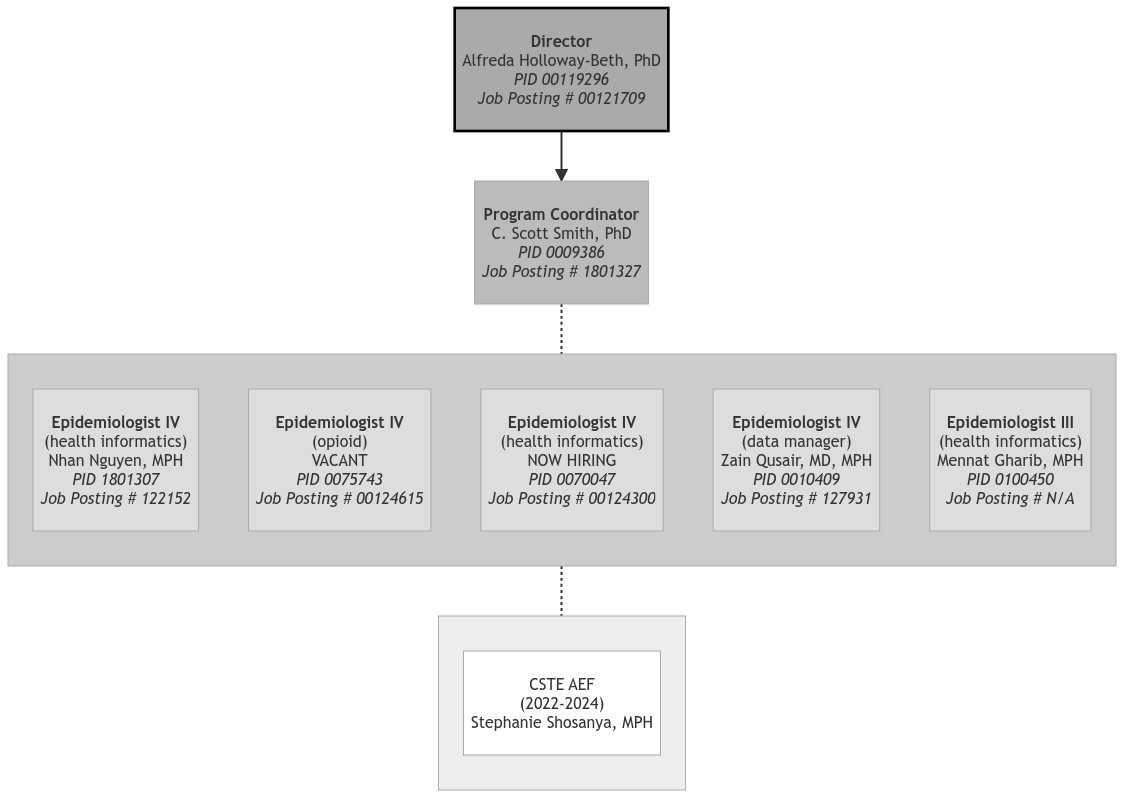 Director
Alfreda Holloway-Beth, PhD
PID 00119296
Job Posting # 00121709
Program Coordinator
C. Scott Smith, PhD
PID 0009386
Job Posting # 1801327
Epidemiologist IV
(health informatics)
Nhan Nguyen, MPH
PID 1801307
Job Posting # 122152
Epidemiologist IV
(opioid)
VACANT
PID 0075743
Job Posting # 00124615
Epidemiologist IV
(health informatics)
NOW HIRING
PID 0070047
Job Posting # 00124300
Epidemiologist IV
(data manager)
Zain Qusair, MD, MPH
PID 0010409
Job Posting # 127931
Epidemiologist III
(health informatics)
Mennat Gharib, MPH
PID 0100450
Job Posting # N/A
CSTE AEF
(2022-2024)
Stephanie Shosanya, MPH